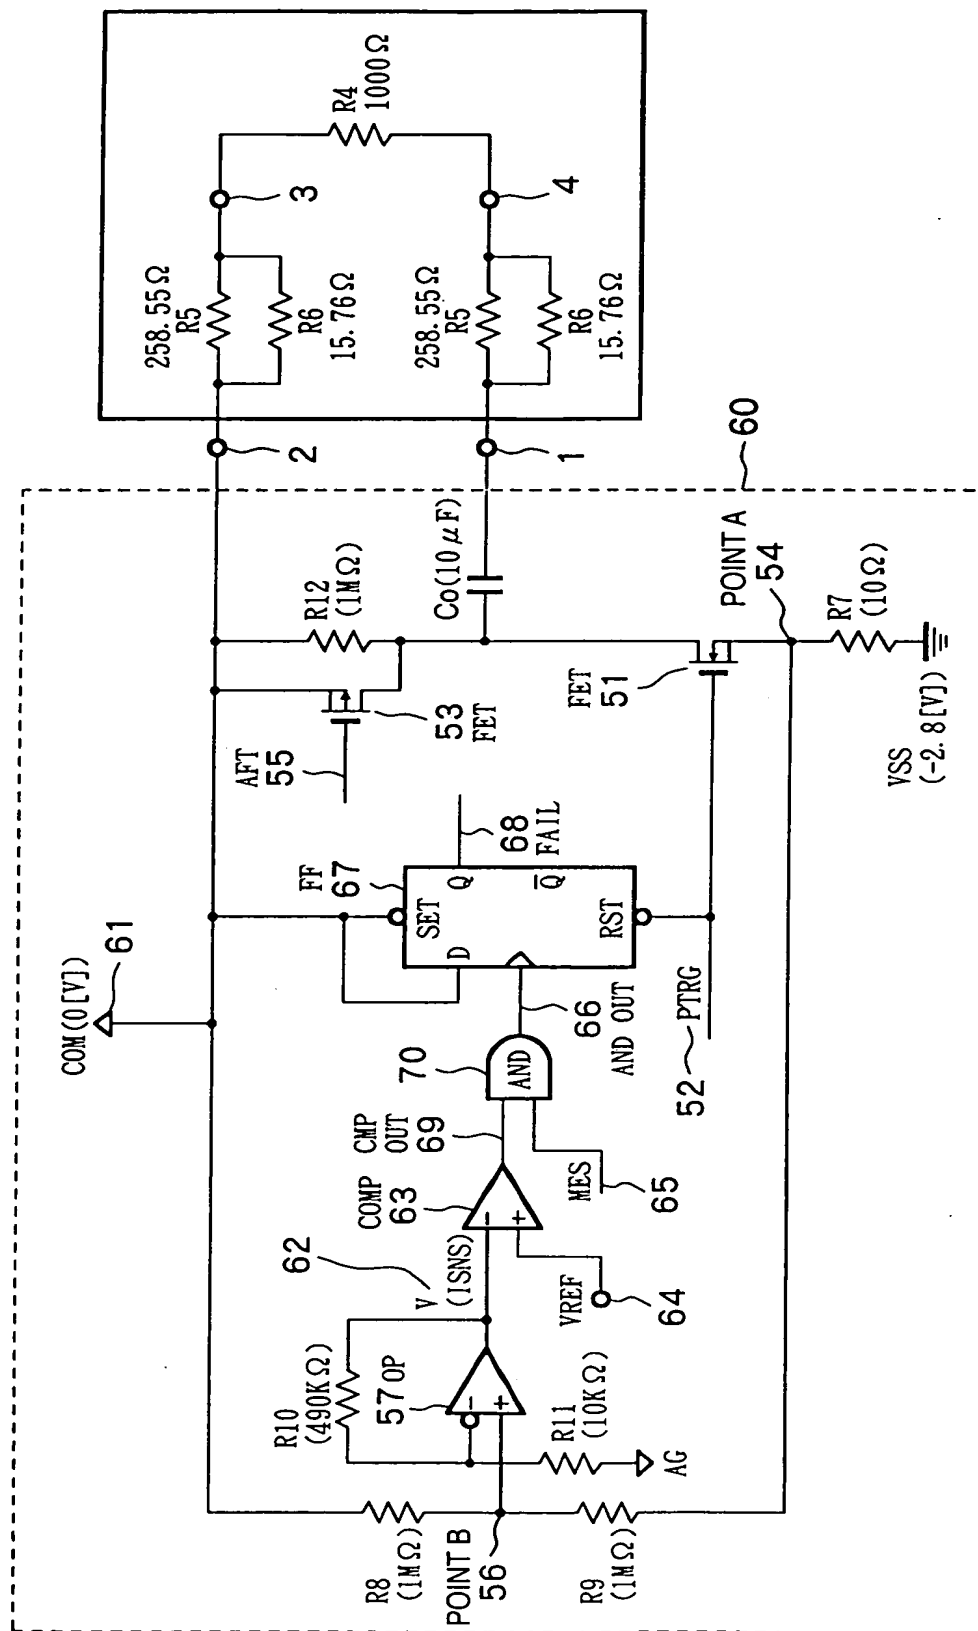 COM(0[V])
61
R8
(1MΩ)
POINT B
56
R9
(1MΩ)
R10
(490KΩ)
57 OP
−
+
R11
(10KΩ)
AG
62
V
(ISNS)
VREF
64
COMP
63
−
+
CMP
OUT
69
MES
65
70
AND
66
AND OUT
52 PTRG
FF
67
SET
D
Q
Q̅
RST
68
FAIL
AFT
55
53
FET
R12
(1MΩ)
Co(10μF)
FET
51
POINT A
54
R7
(10Ω)
VSS
(-2.8[V])
60
2
1
258.55Ω
R5
R6
15.76Ω
258.55Ω
R5
R6
15.76Ω
3
4
R4
1000Ω